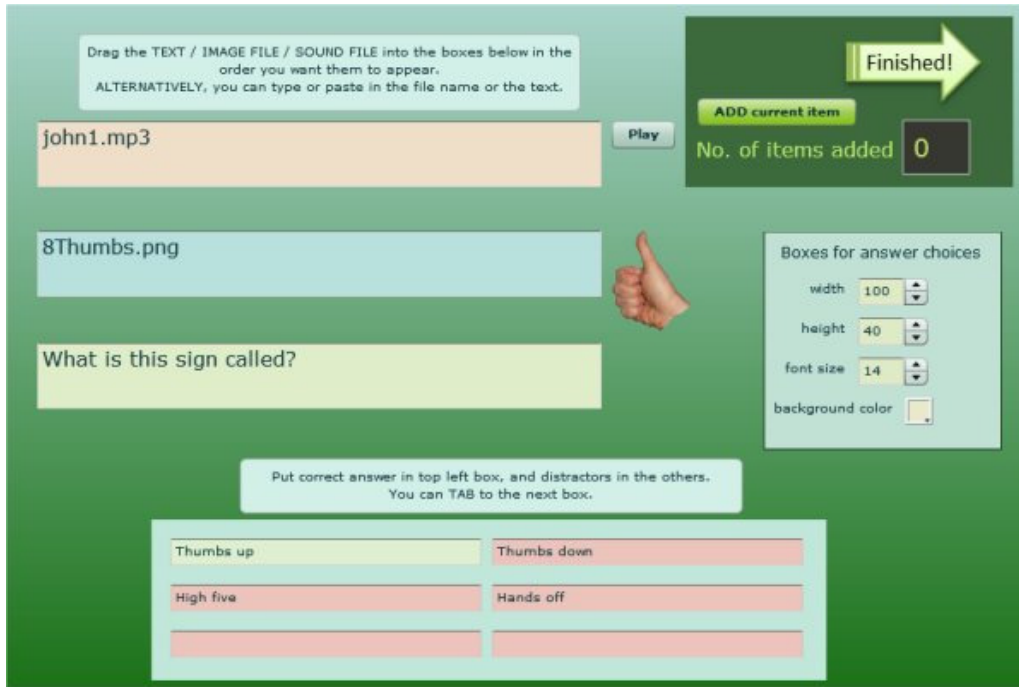 Drag the TEXT / IMAGE FILE / SOUND FILE into the boxes below in the
order you want them to appear.
ALTERNATIVELY, you can type or paste in the file name or the text.
Finished!
ADD current item
No. of items added 0
john1.mp3
Play
8Thumbs.png
Boxes for answer choices
width 100
height 40
font size 14
background color
What is this sign called?
Put correct answer in top left box, and distractors in the others.
You can TAB to the next box.
Thumbs up
Thumbs down
High five
Hands off